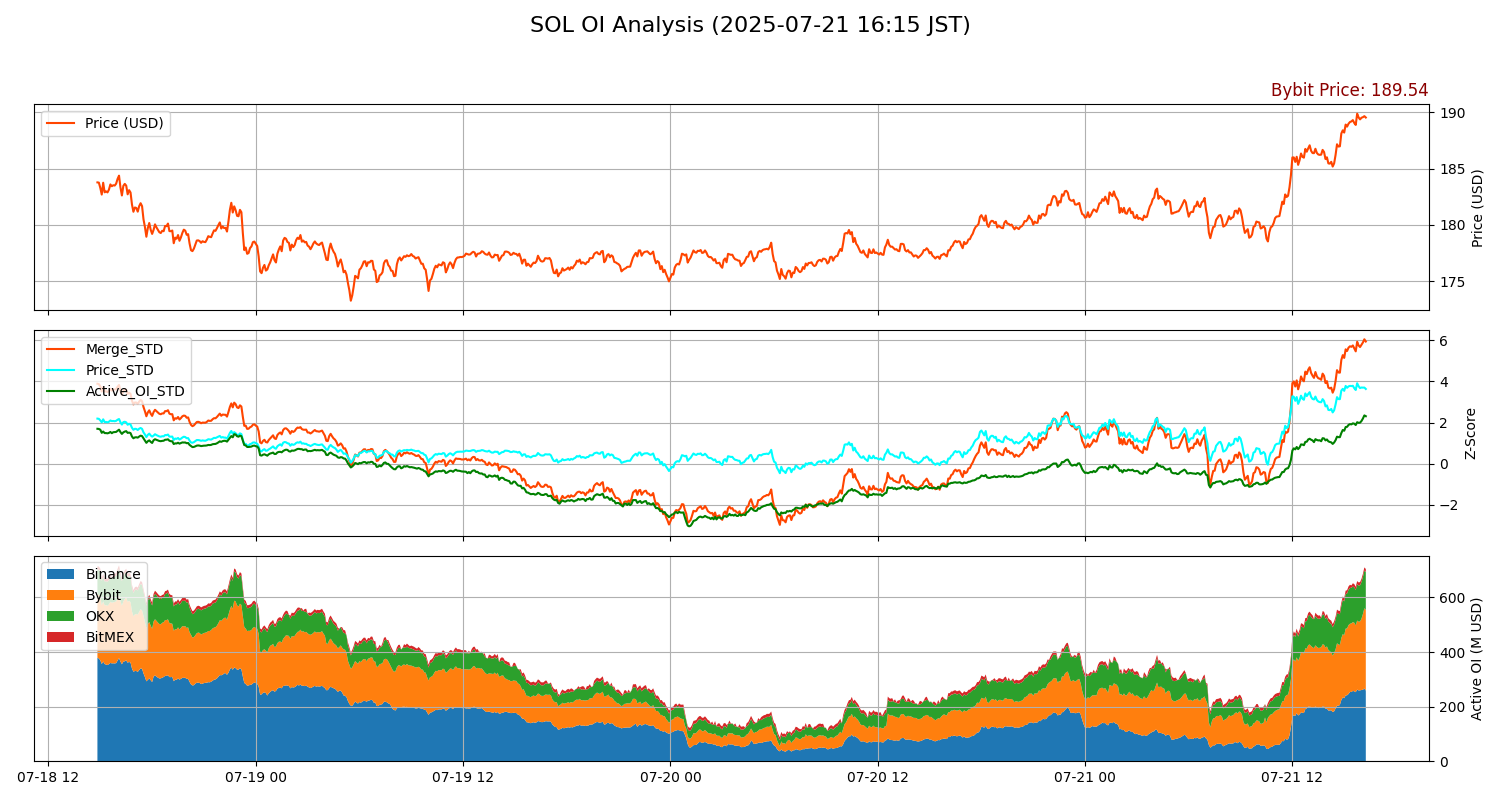 SOL OI Analysis (2025-07-21 16:15 JST)
Bybit Price: 189.54
Price (USD)
190
185
180
175
Price (USD)
Merge_STD
Price_STD
Active_OI_STD
6
4
2
0
−2
Z-Score
Binance
Bybit
OKX
BitMEX
600
400
200
0
Active OI (M USD)
07-18 12
07-19 00
07-19 12
07-20 00
07-20 12
07-21 00
07-21 12